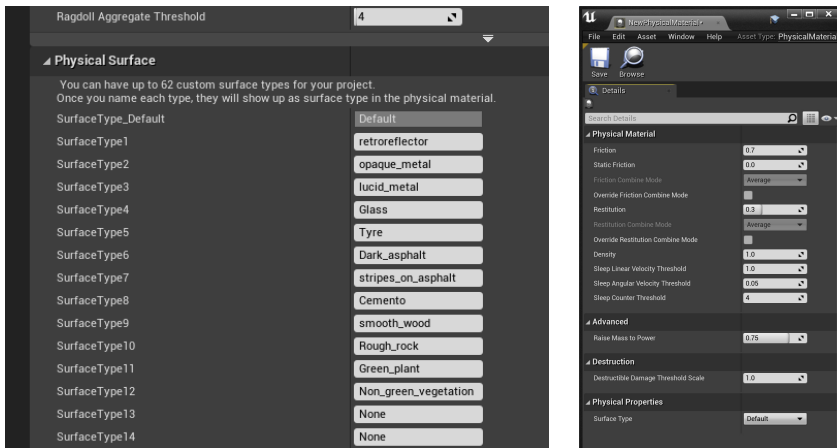 Ragdoll Aggregate Threshold 4
Physical Surface
You can have up to 62 custom surface types for your project.
Once you name each type, they will show up as surface type in the physical material.
SurfaceType_Default Default
SurfaceType1 retroreflector
SurfaceType2 opaque_metal
SurfaceType3 lucid_metal
SurfaceType4 Glass
SurfaceType5 Tyre
SurfaceType6 Dark_asphalt
SurfaceType7 stripes_on_asphalt
SurfaceType8 Cemento
SurfaceType9 smooth_wood
SurfaceType10 Rough_rock
SurfaceType11 Green_plant
SurfaceType12 Non_green_vegetation
SurfaceType13 None
SurfaceType14 None
NewPhysicalMaterial•
File Edit Asset Window Help Asset Type: PhysicalMateria
Save Browse
Details
Search Details
Physical Material
Friction 0.7
Static Friction 0.0
Friction Combine Mode Average
Override Friction Combine Mode
Restitution 0.3
Restitution Combine Mode Average
Override Restitution Combine Mode
Density 1.0
Sleep Linear Velocity Threshold 1.0
Sleep Angular Velocity Threshold 0.05
Sleep Counter Threshold 4
Advanced
Raise Mass to Power 0.75
Destruction
Destructible Damage Threshold Scale 1.0
Physical Properties
Surface Type Default